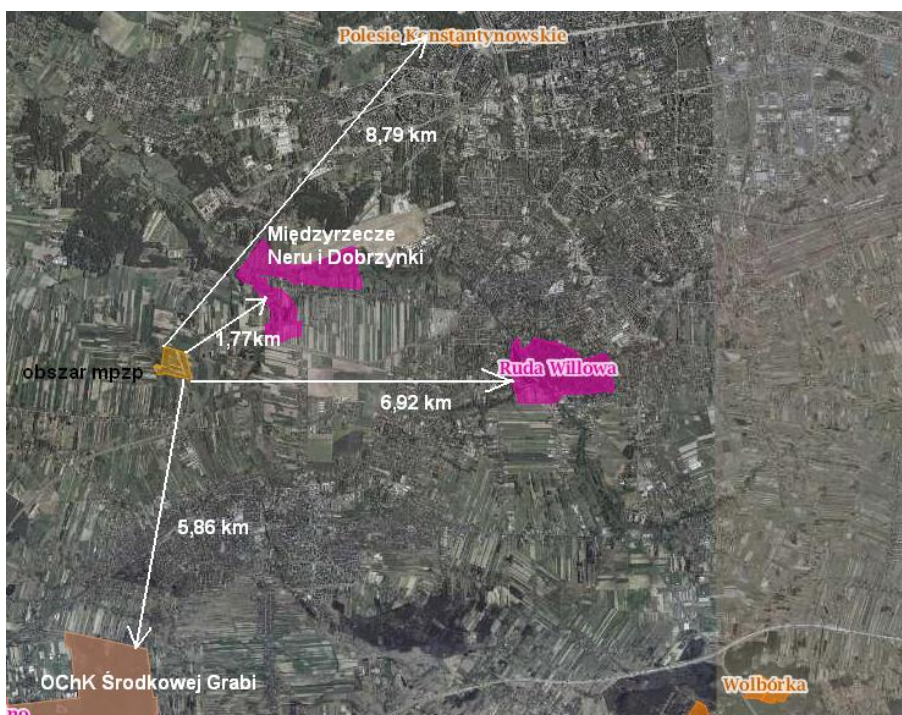 Polesie Konstantynowskie
8,79 km
Międzyrzecze
Neru i Dobrzynki
1,77km
obszar mpzp
Ruda Willowa
6,92 km
5,86 km
OChK Środkowej Grabi
Wolbórka
no